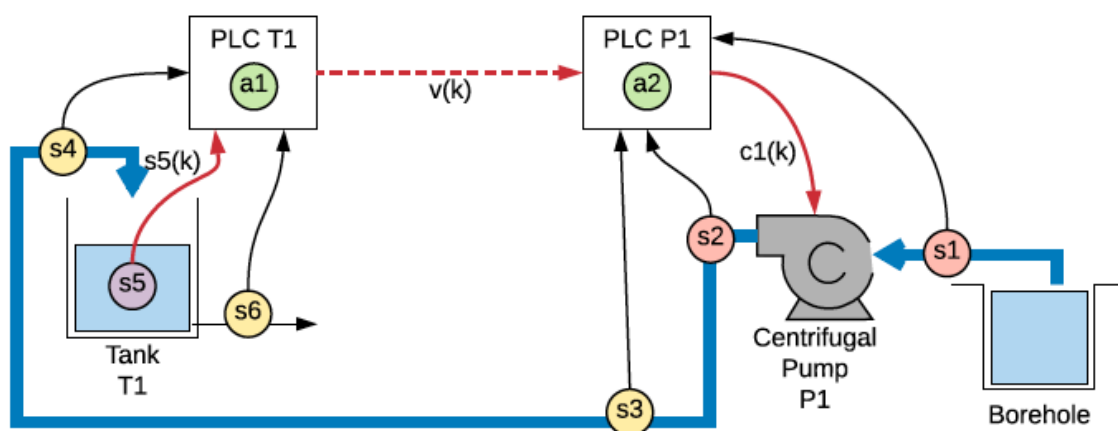 PLC T1
a1
v(k)
PLC P1
a2
s4
s5(k)
c1(k)
s2
s1
s5
s6
Centrifugal
Pump
P1
Tank
T1
s3
Borehole